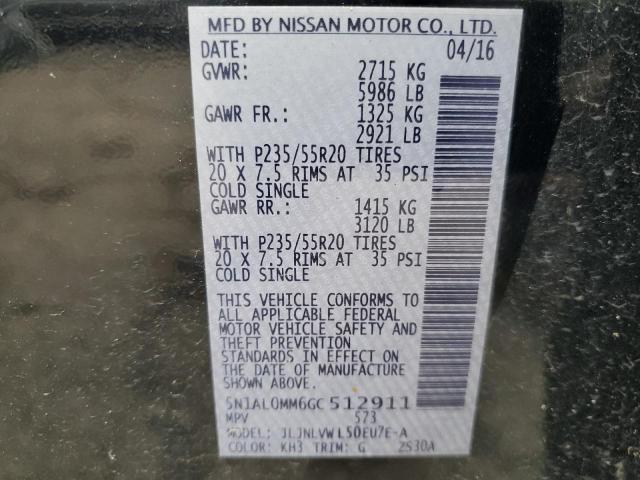 MFD BY NISSAN MOTOR CO., LTD.
DATE: 04/16
GVWR: 2715 KG
5986 LB
GAWR FR.: 1325 KG
2921 LB
WITH P235/55R20 TIRES
20 X 7.5 RIMS AT 35 PSI
COLD SINGLE
GAWR RR.: 1415 KG
3120 LB
WITH P235/55R20 TIRES
20 X 7.5 RIMS AT 35 PSI
COLD SINGLE
THIS VEHICLE CONFORMS TO
ALL APPLICABLE FEDERAL
MOTOR VEHICLE SAFETY AND
THEFT PREVENTION
STANDARDS IN EFFECT ON
THE DATE OF MANUFACTURE
SHOWN ABOVE.
5N1AL0MM6GC512911
MPV 573
MODEL: JLJNLVWL50EU7E-A
COLOR: KH3 TRIM: G 2S30A